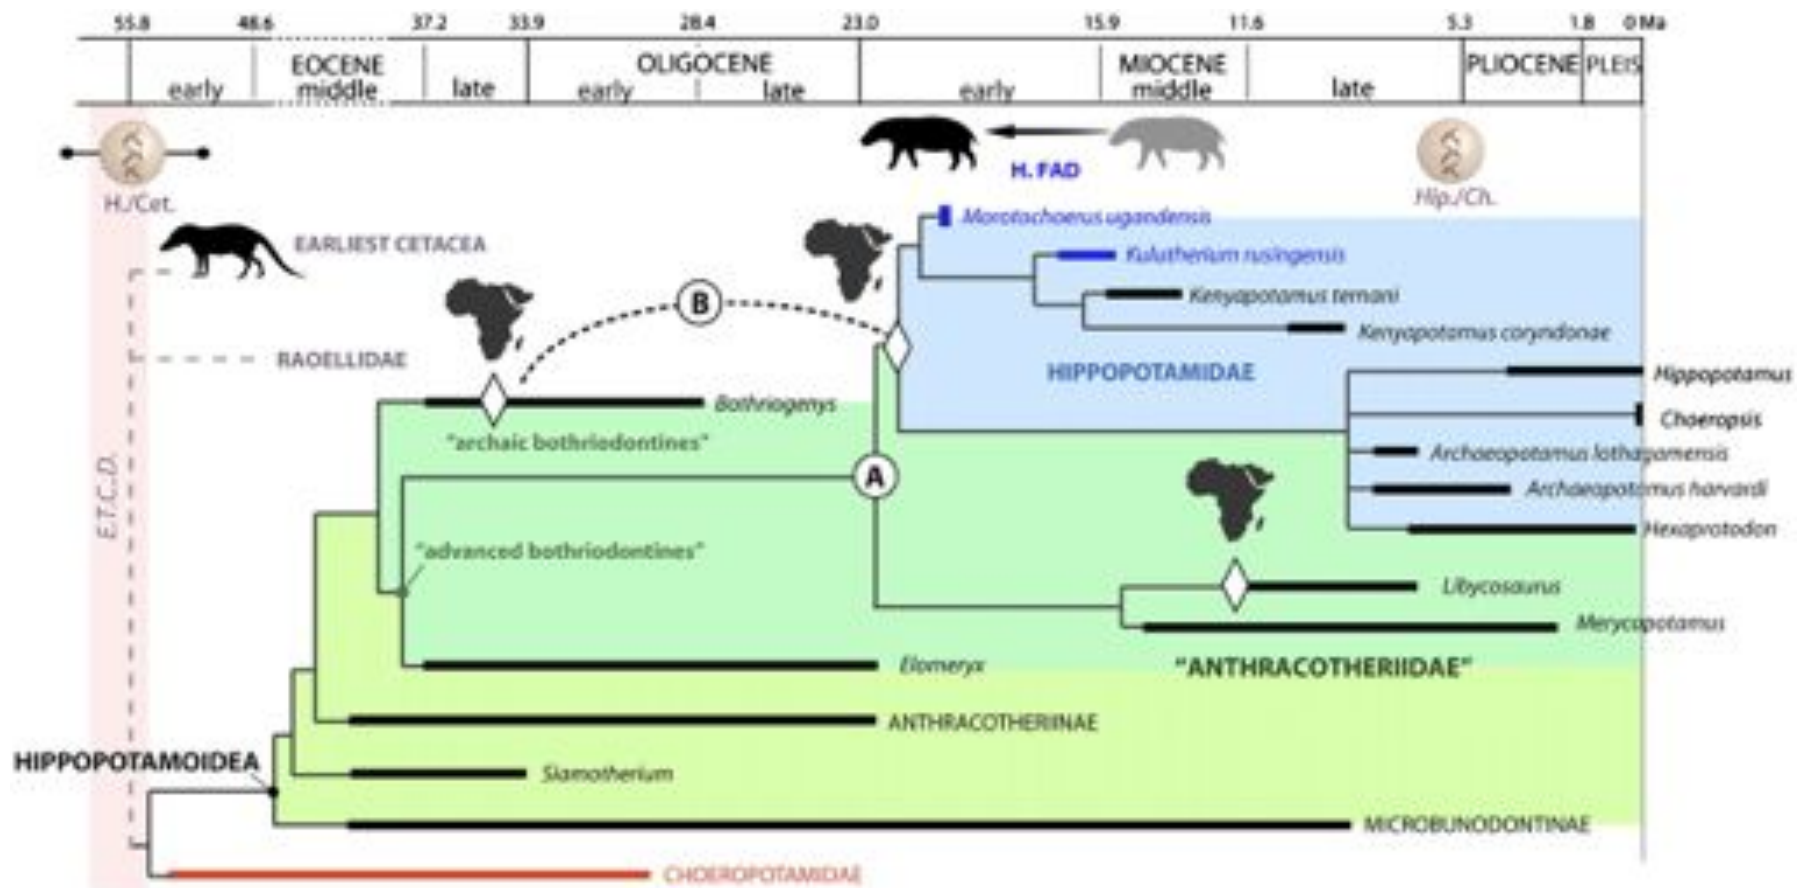 55.8 48.6 37.2 33.9 28.4 23.0 15.9 11.6 5.3 1.8 0 Ma
EOCENE OLIGOCENE MIOCENE PLIOCENE PLEIS
early middle late early late early middle late
H. FAD
H./Cet.
Hip./Ch.
Morotochoerus ugandensis
EARLIEST CETACEA
Kulutherium rusingensis
Kenyapotamus ternani
B
Kenyapotamus coryndonae
RAOELLIDAE
HIPPOPOTAMIDAE
Hippopotamus
Bothriogenys
Choeropsis
"archaic bothriodontines"
Archaeopotamus lothagamensis
A
Archaeopotamus harvardi
E.T.C.D.
Hexaprotodon
"advanced bothriodontines"
Libycosaurus
Merycopotamus
Elomeryx
"ANTHRACOTHERIIDAE"
ANTHRACOTHERIINAE
HIPPOPOTAMOIDEA
Siamotherium
MICROBUNODONTINAE
CHOEROPOTAMIDAE